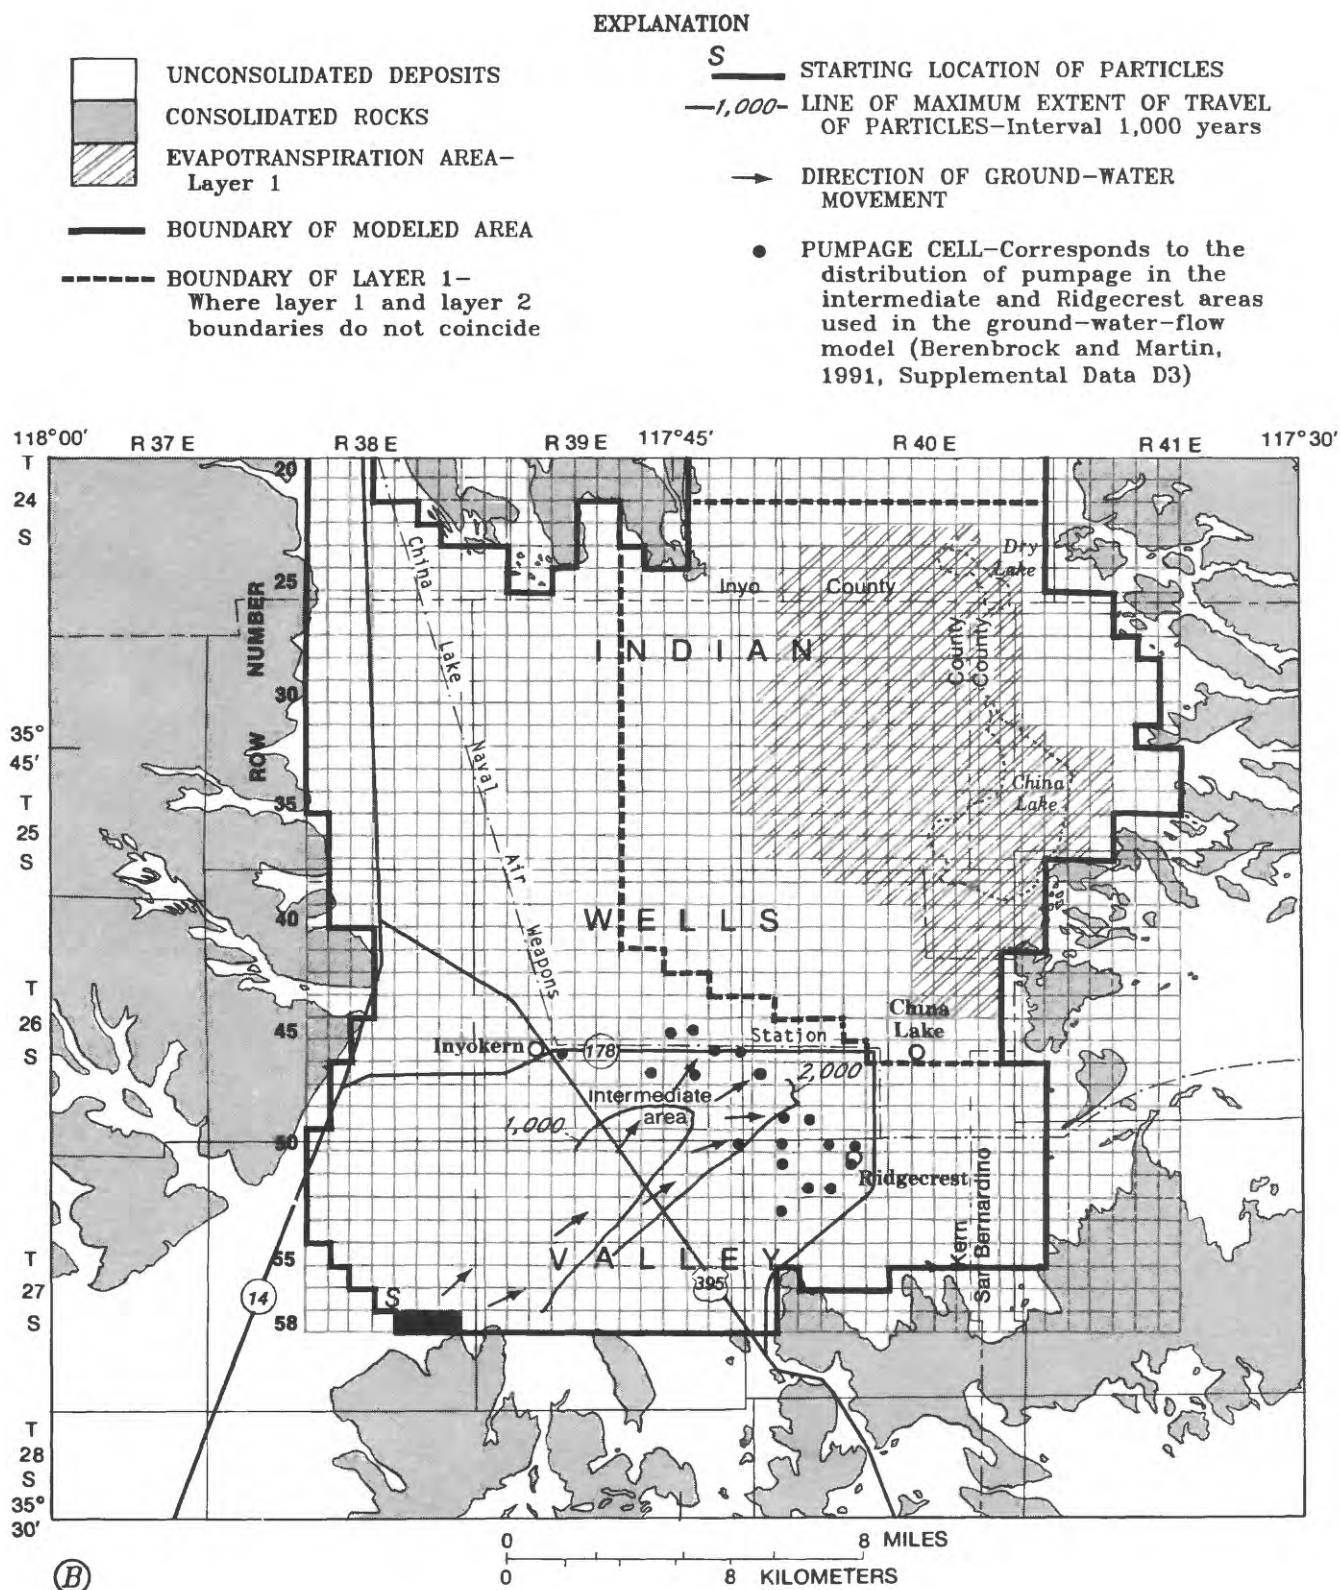 EXPLANATION
UNCONSOLIDATED DEPOSITS
CONSOLIDATED ROCKS
EVAPOTRANSPIRATION AREA—
Layer 1
BOUNDARY OF MODELED AREA
BOUNDARY OF LAYER 1—
Where layer 1 and layer 2
boundaries do not coincide
S
STARTING LOCATION OF PARTICLES
1,000
LINE OF MAXIMUM EXTENT OF TRAVEL
OF PARTICLES—Interval 1,000 years
DIRECTION OF GROUND-WATER
MOVEMENT
PUMPAGE CELL—Corresponds to the
distribution of pumpage in the
intermediate and Ridgecrest areas
used in the ground-water-flow
model (Berenbrock and Martin,
1991, Supplemental Data D3)
118°00′ R 37 E R 38 E R 39 E 117°45′ R 40 E R 41 E 117°30′
T
24
S
35°
45′
T
25
S
T
26
S
T
27
S
T
28
S
35°
30′
ROW NUMBER
20
25
30
35
40
45
50
55
58
China Lake Naval Air Weapons
Station
Dry
Lake
Inyo County
County
County
INDIAN
China
Lake
WELLS
China
Lake
Inyokern
178
2,000
Intermediate
area
1,000
Ridgecrest
Kern
San Bernardino
VALLEY
395
14
S
0 8 MILES
0 8 KILOMETERS
B